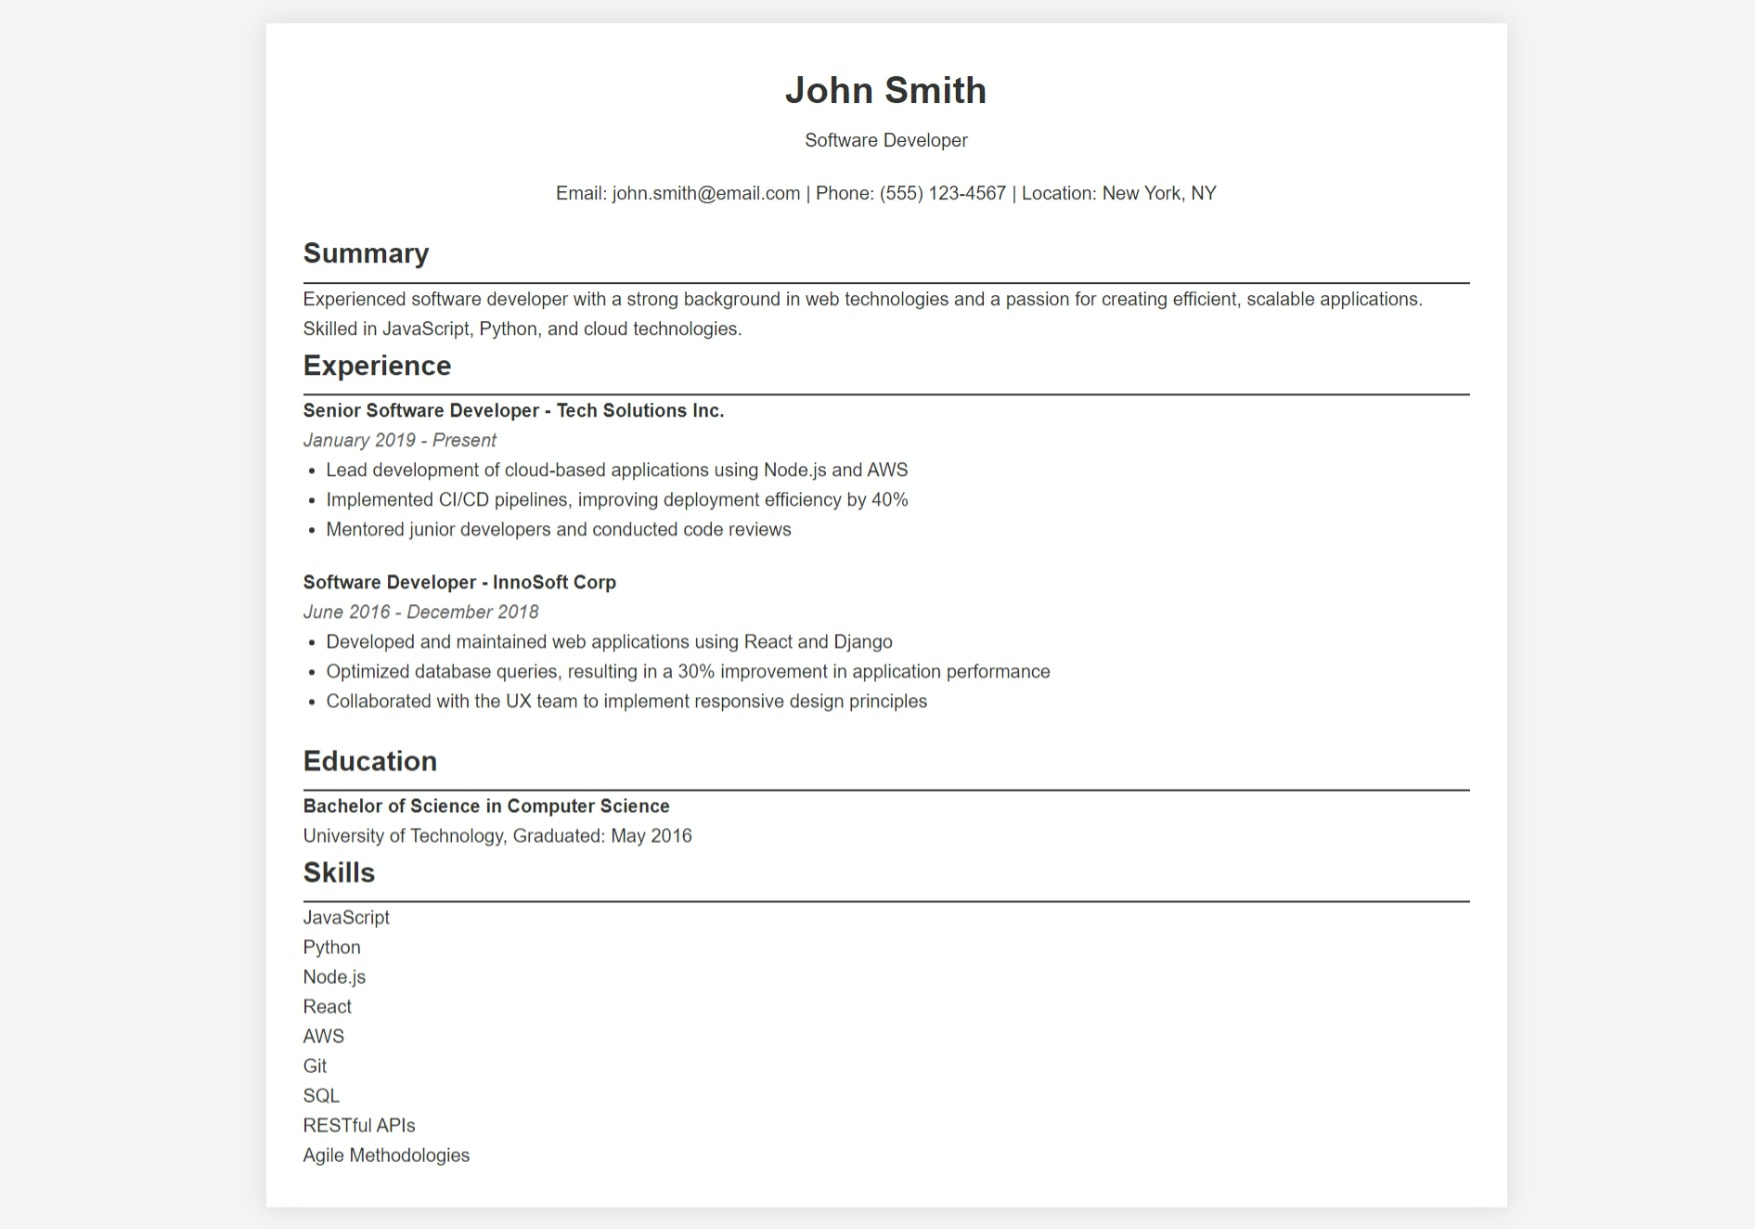 John Smith
Software Developer
Email: john.smith@email.com | Phone: (555) 123-4567 | Location: New York, NY
Summary
Experienced software developer with a strong background in web technologies and a passion for creating efficient, scalable applications.
Skilled in JavaScript, Python, and cloud technologies.
Experience
Senior Software Developer - Tech Solutions Inc.
January 2019 - Present
• Lead development of cloud-based applications using Node.js and AWS
• Implemented CI/CD pipelines, improving deployment efficiency by 40%
• Mentored junior developers and conducted code reviews
Software Developer - InnoSoft Corp
June 2016 - December 2018
• Developed and maintained web applications using React and Django
• Optimized database queries, resulting in a 30% improvement in application performance
• Collaborated with the UX team to implement responsive design principles
Education
Bachelor of Science in Computer Science
University of Technology, Graduated: May 2016
Skills
JavaScript
Python
Node.js
React
AWS
Git
SQL
RESTful APIs
Agile Methodologies